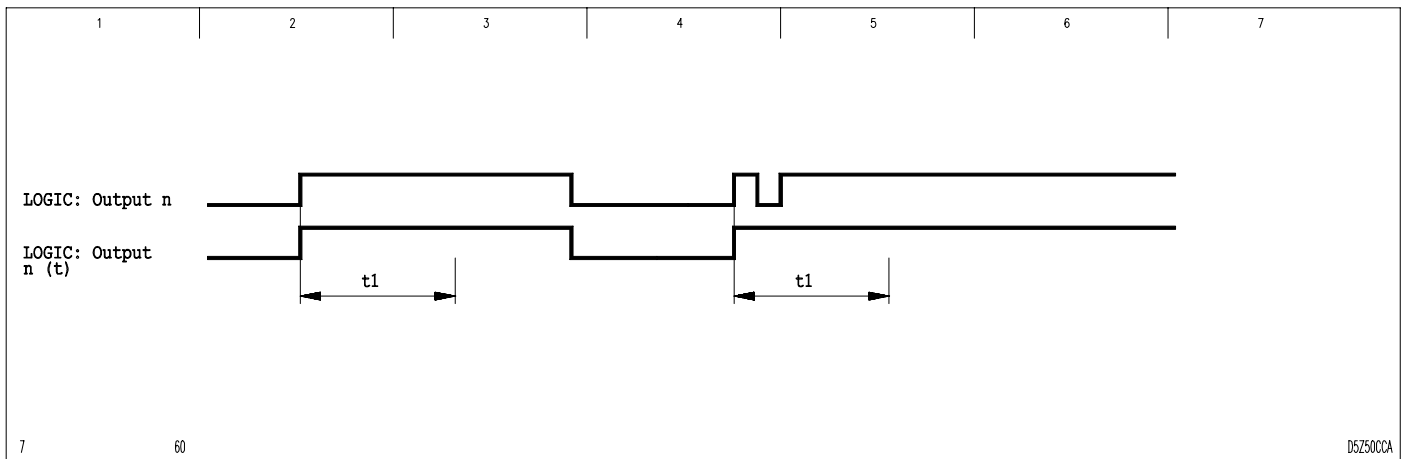 1 2 3 4 5 6 7
LOGIC: Output n
LOGIC: Output
n (t)
t1 t1
7 60 D5Z50CCA